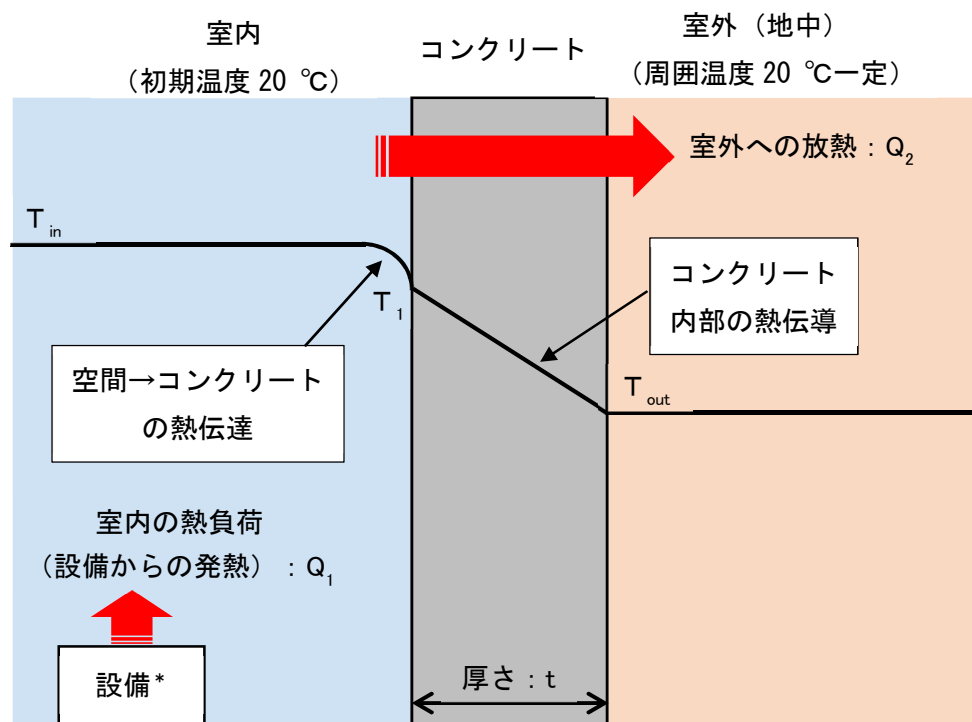 室内
(初期温度 20 ℃)
コンクリート
室外（地中）
(周囲温度 20 ℃一定)
室外への放熱：Q2
Tin
T1
コンクリート
内部の熱伝導
空間→コンクリート
の熱伝達
Tout
室内の熱負荷
(設備からの発熱）：Q1
設備*
厚さ：t